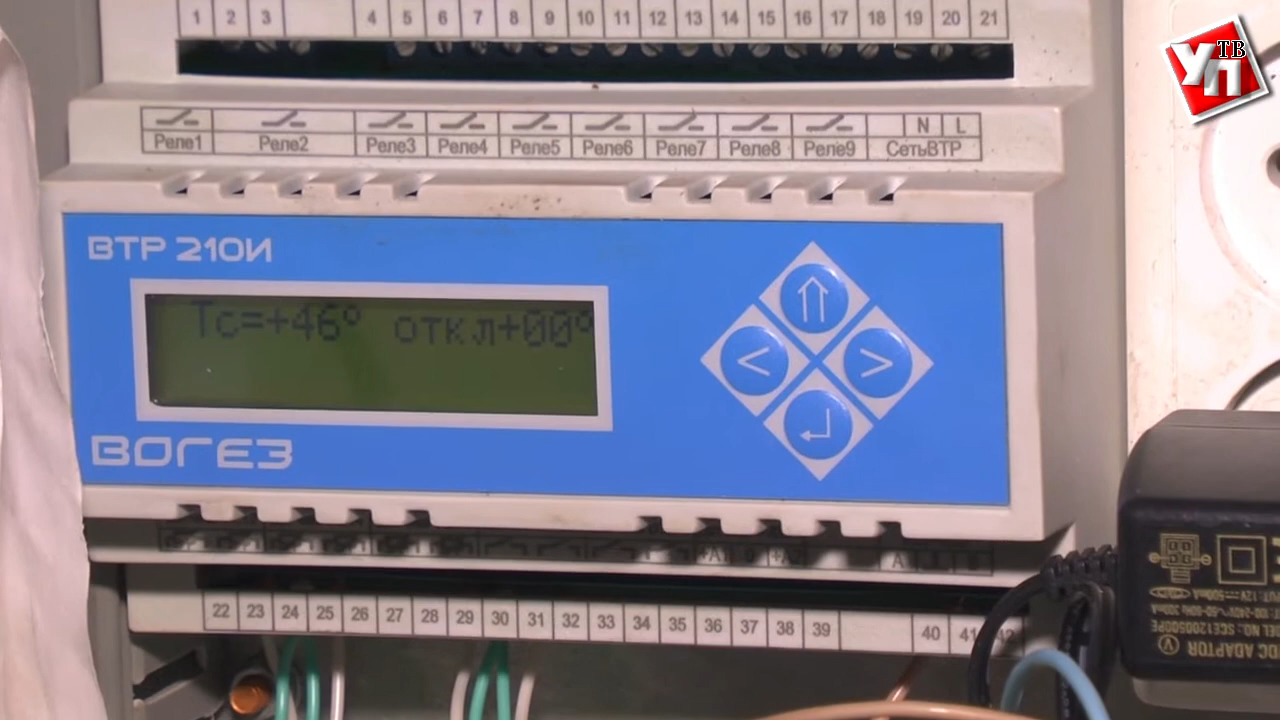 1 2 3 4 5 6 7 8 9 10 11 12 13 14 15 16 17 18 19 20 21
УП ТВ
N L
Реле1 Реле2 Реле3 Реле4 Реле5 Реле6 Реле7 Реле8 Реле9 СетьВТР
ВТР 210И
Тс=+46° откл+00°
< >
ВОГЕЗ
22 23 24 25 26 27 28 29 30 31 32 33 34 35 36 37 38 39 40 41 42
DC ADAPTOR